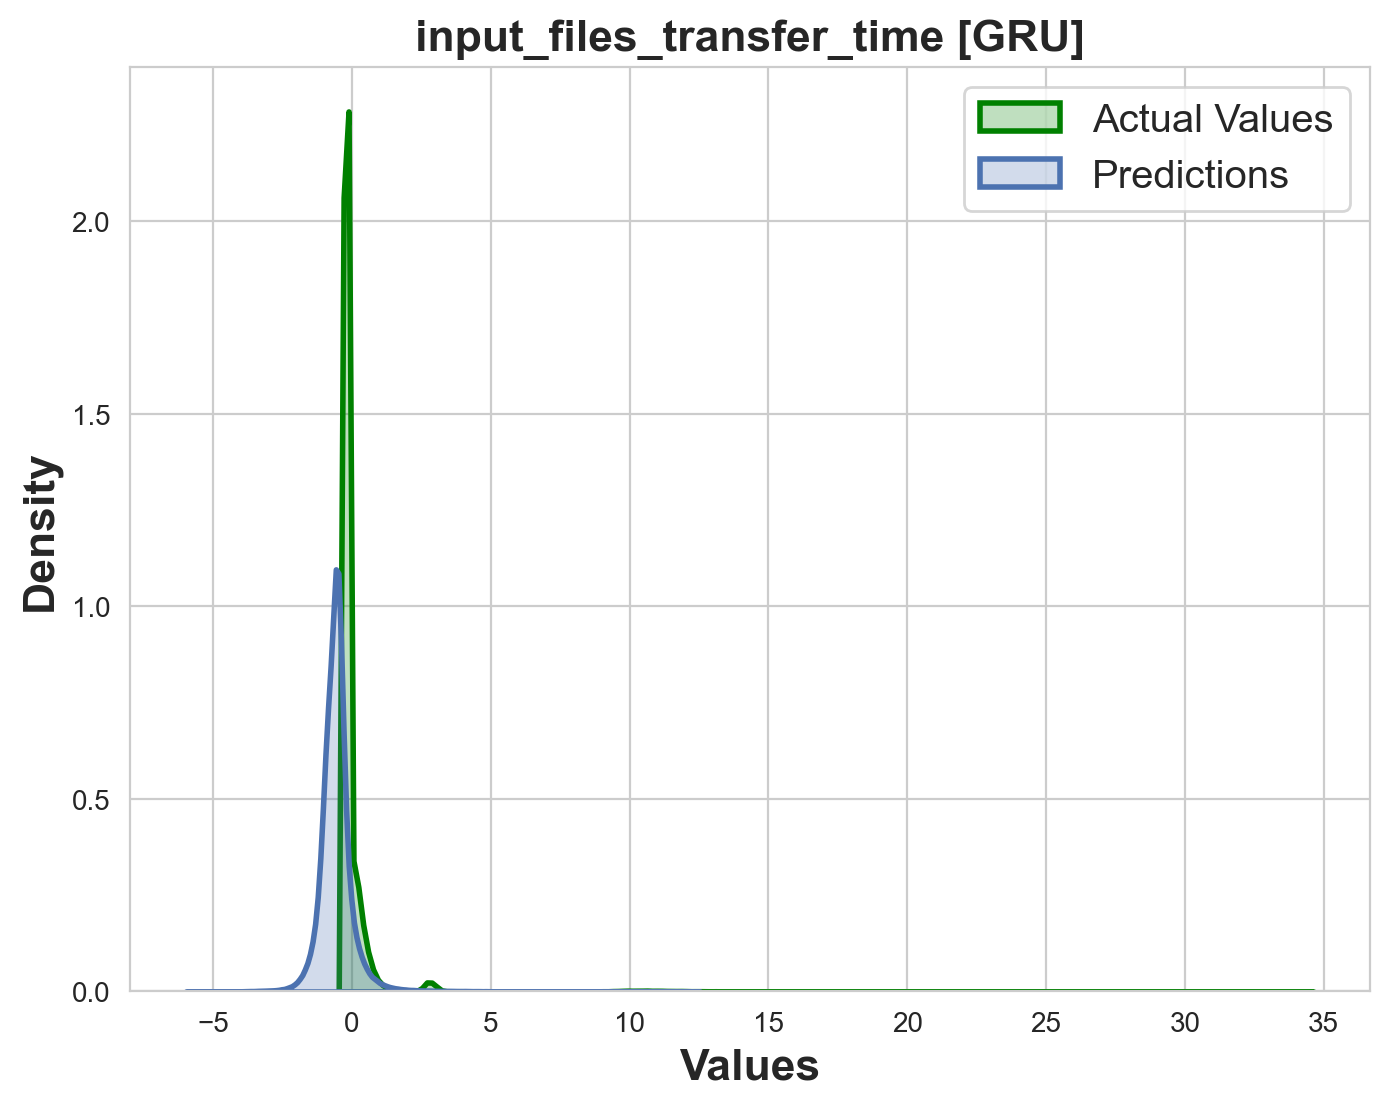 input_files_transfer_time [GRU]
Actual Values
Predictions
Density
2.0
1.5
1.0
0.5
0.0
−5 0 5 10 15 20 25 30 35
Values